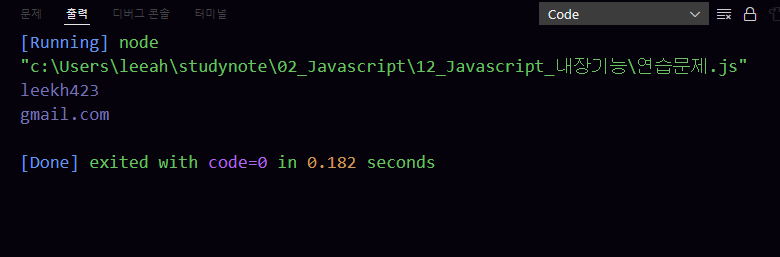 문제 출력 디버그 콘솔 터미널 Code
[Running] node
"c:\Users\leeah\studynote\02_Javascript\12_Javascript_내장기능\연습문제.js"
leekh423
gmail.com
[Done] exited with code=0 in 0.182 seconds